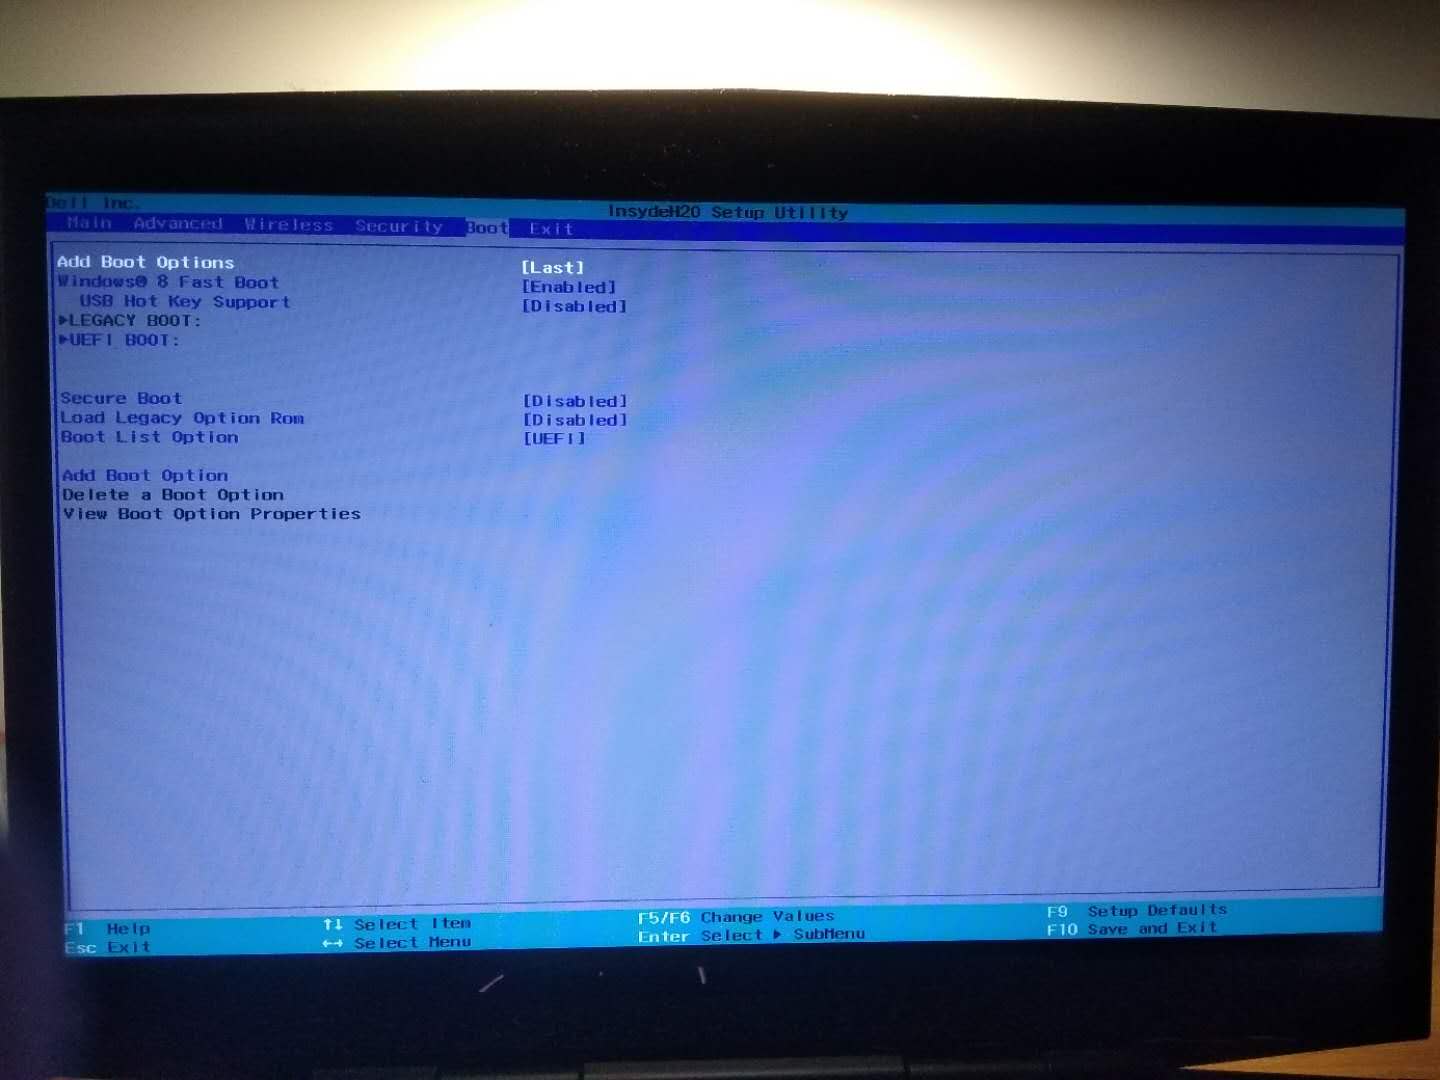 Dell Inc.
InsydeH20 Setup Utility
Main Advanced Wireless Security Boot Exit
Add Boot Options [Last]
Windows® 8 Fast Boot [Enabled]
USB Hot Key Support [Disabled]
▶LEGACY BOOT:
▶UEFI BOOT:
Secure Boot [Disabled]
Load Legacy Option Rom [Disabled]
Boot List Option [UEFI]
Add Boot Option
Delete a Boot Option
View Boot Option Properties
F1 Help ↑↓ Select Item F5/F6 Change Values F9 Setup Defaults
Esc Exit ↔ Select Menu Enter Select ▶ SubMenu F10 Save and Exit